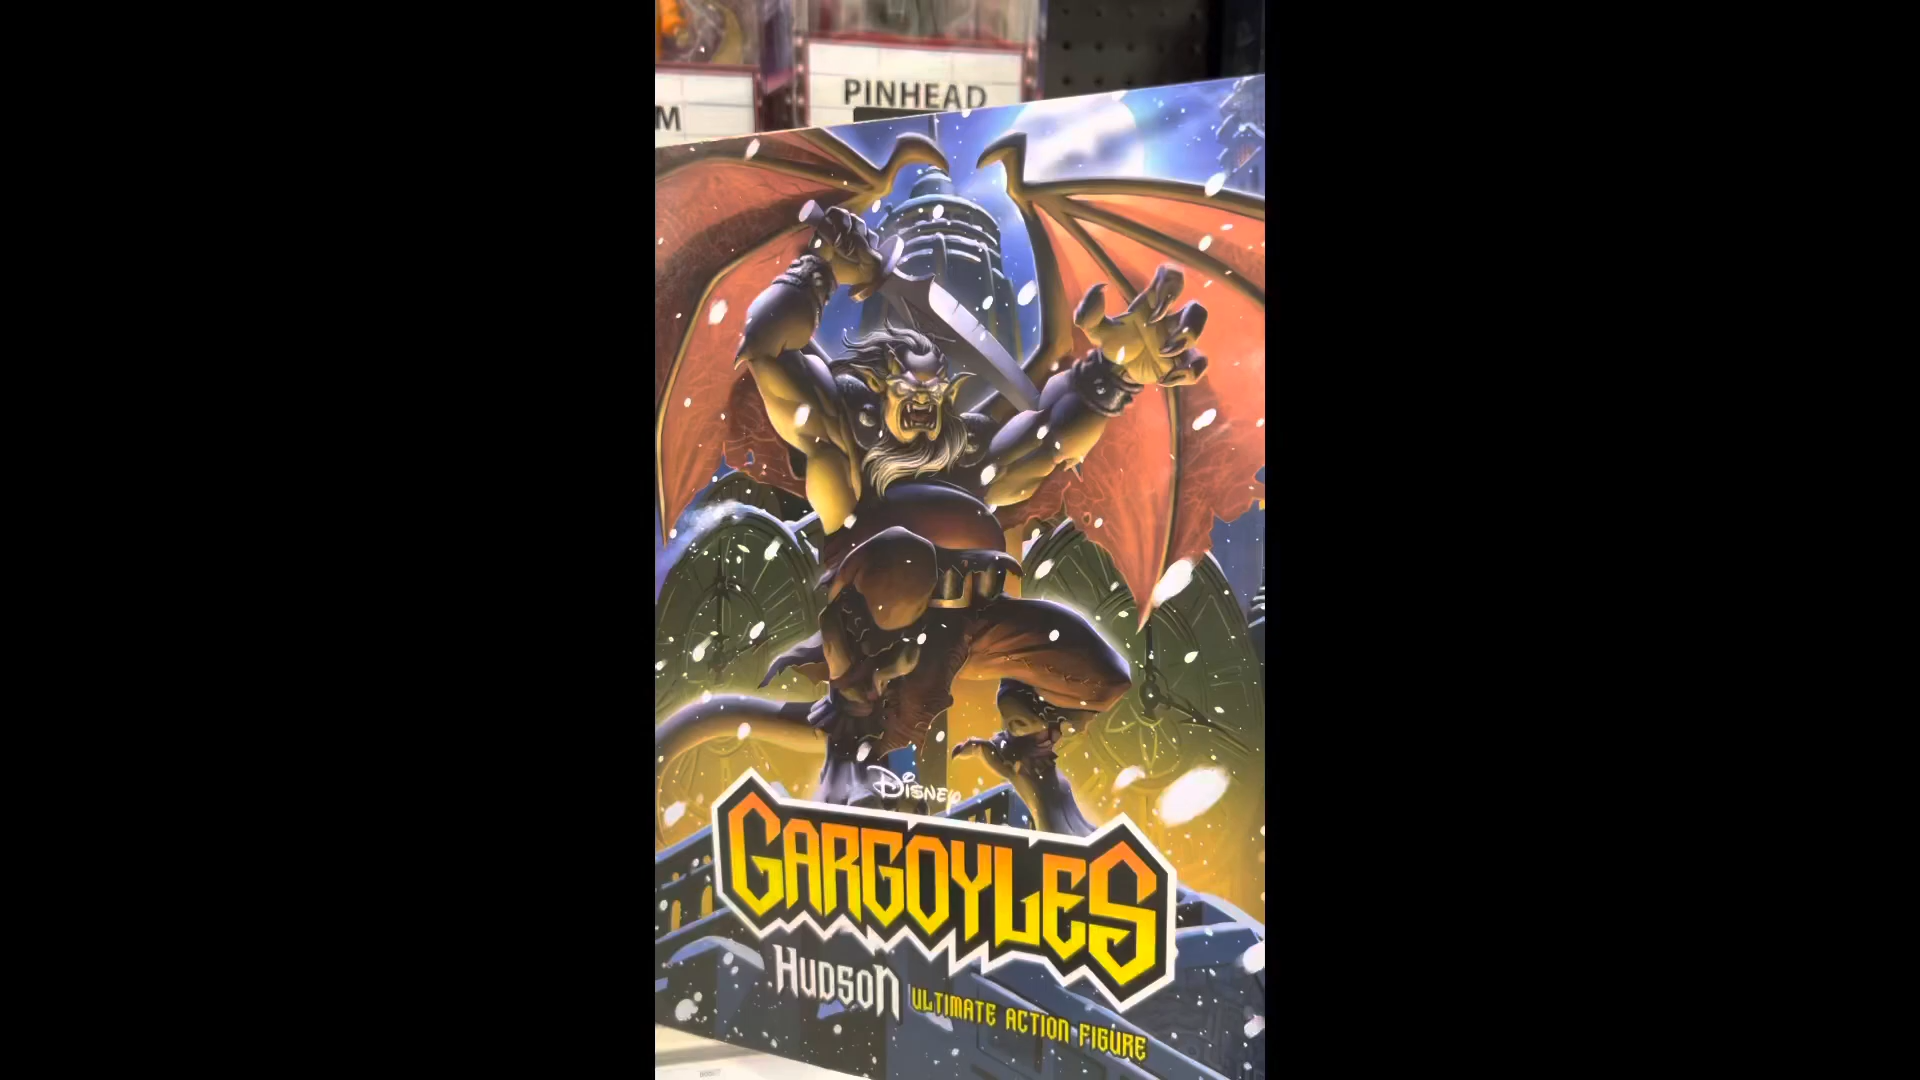 M
PINHEAD
DISNEY
GARGOYLES
HUDSON ULTIMATE ACTION FIGURE